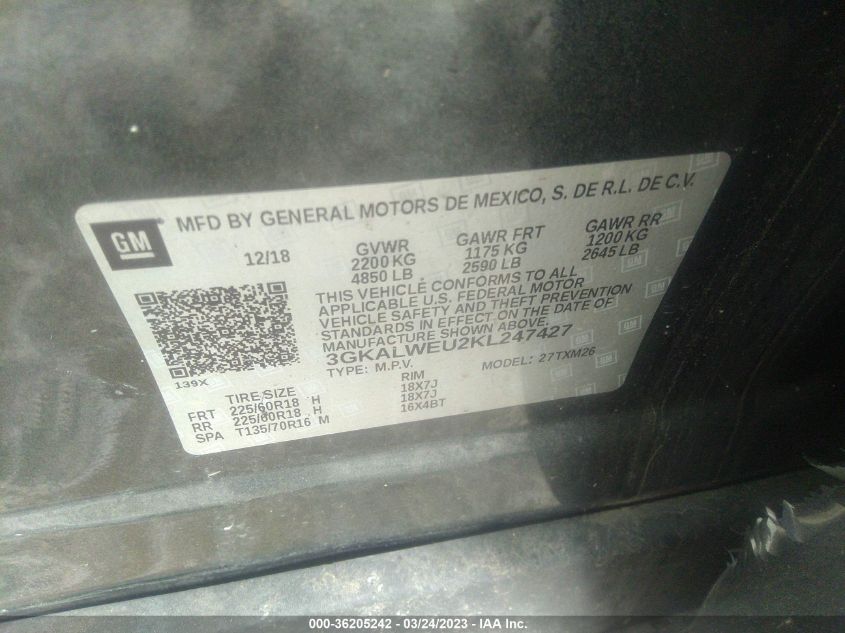 GM
MFD BY GENERAL MOTORS DE MEXICO, S. DE R.L. DE C.V.
12/18 GVWR GAWR FRT GAWR RR
2200 KG 1175 KG 1200 KG
4850 LB 2590 LB 2645 LB
THIS VEHICLE CONFORMS TO ALL
APPLICABLE U.S. FEDERAL MOTOR
VEHICLE SAFETY AND THEFT PREVENTION
STANDARDS IN EFFECT ON THE DATE OF
MANUFACTURE SHOWN ABOVE.
3GKALWEU2KL247427
TYPE: M.P.V. MODEL: 27TXM26
139X
TIRE SIZE RIM
FRT 225/60R18 H 18X7J
RR 225/60R18 H 18X7J
SPA T135/70R16 M 16X4BT
000-36205242 - 03/24/2023 - IAA Inc.